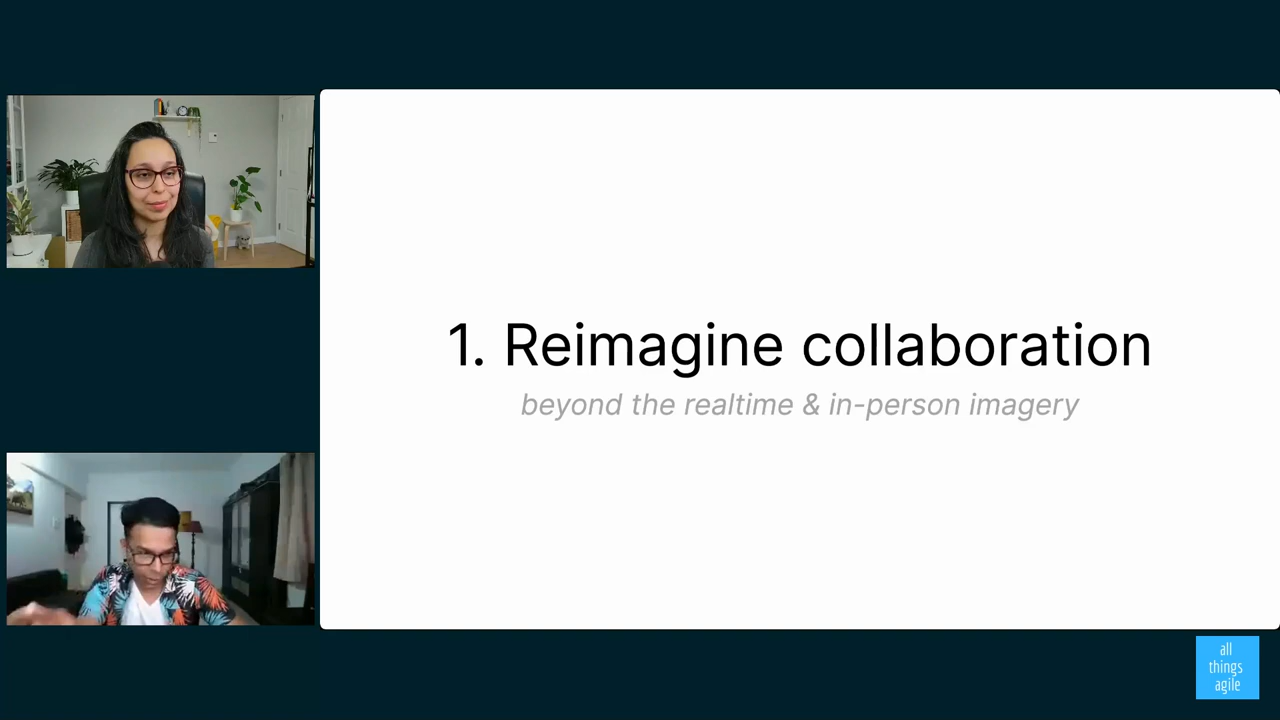 1. Reimagine collaboration
beyond the realtime & in-person imagery
all
things
agile